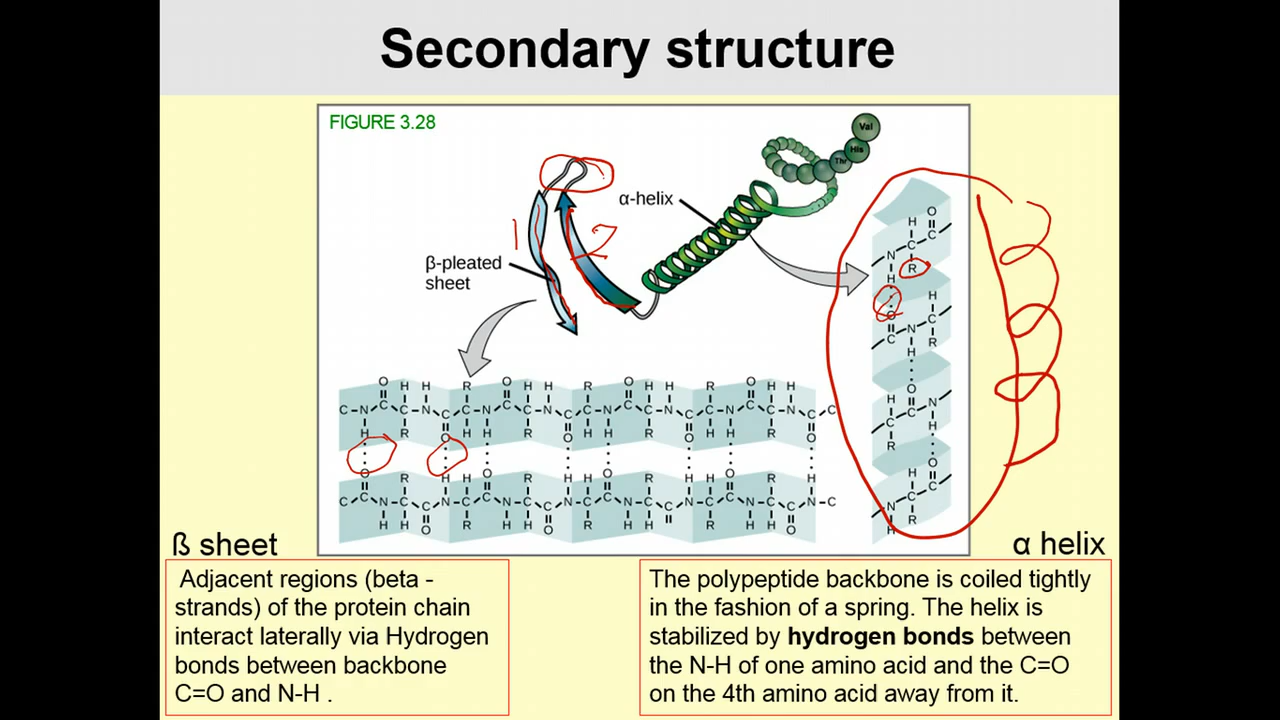 Secondary structure
FIGURE 3.28
Val
His
Thr
α-helix
1
2
β-pleated
sheet
ß sheet
α helix
Adjacent regions (beta -
strands) of the protein chain
interact laterally via Hydrogen
bonds between backbone
C=O and N-H .
The polypeptide backbone is coiled tightly
in the fashion of a spring. The helix is
stabilized by hydrogen bonds between
the N-H of one amino acid and the C=O
on the 4th amino acid away from it.